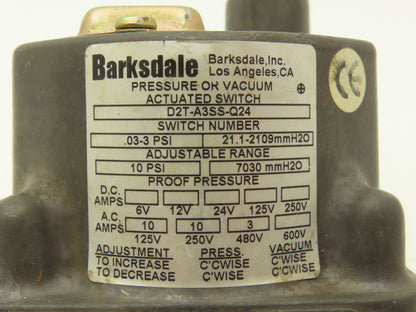 Barksdale Barksdale, Inc.
Los Angeles, CA
PRESSURE OR VACUUM
ACTUATED SWITCH
D2T-A3SS-Q24
SWITCH NUMBER
.03-3 PSI 21.1-2109mmH2O
ADJUSTABLE RANGE
10 PSI 7030 mmH2O
PROOF PRESSURE
D.C.
AMPS
6V 12V 24V 125V 250V
A.C.
AMPS 10 10 3
125V 250V 480V 600V
ADJUSTMENT PRESS. VACUUM
TO INCREASE C'CWISE C'WISE
TO DECREASE C'WISE C'CWISE
CE